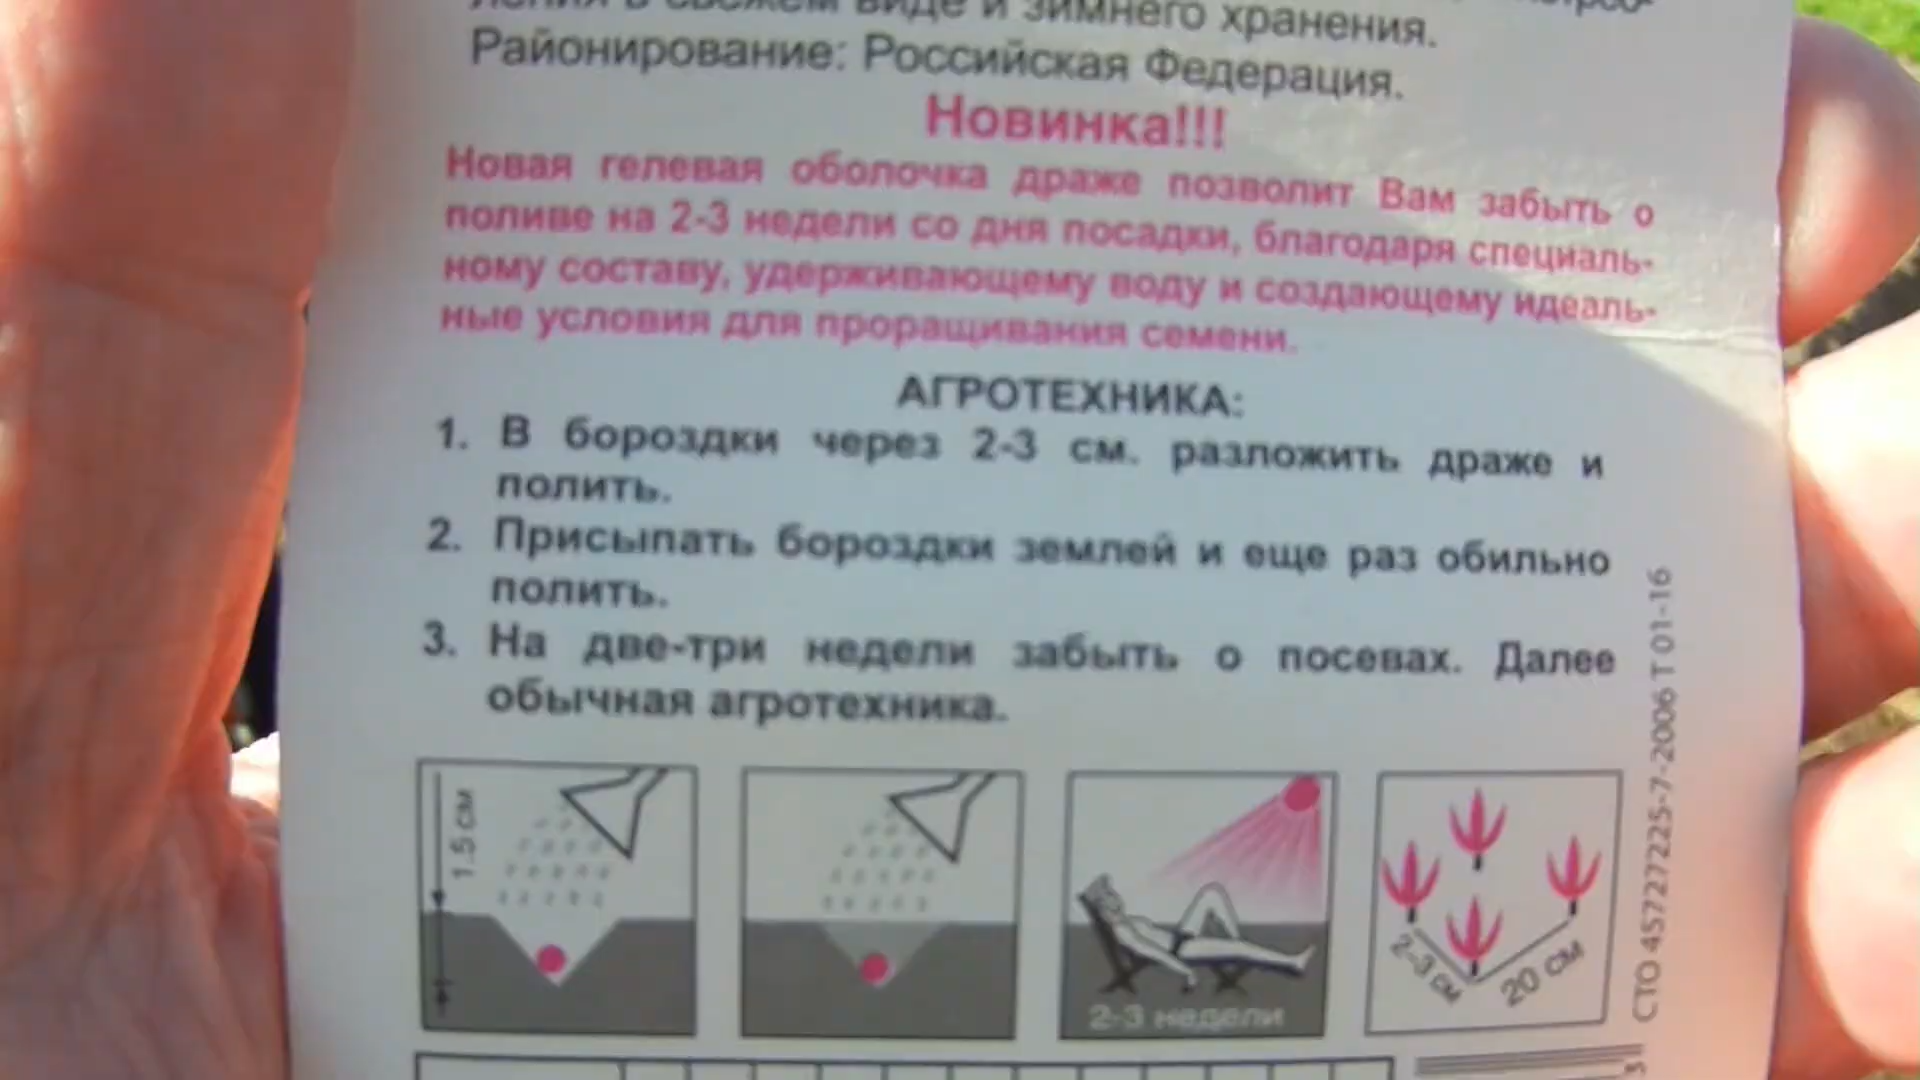 в свежем виде и зимнего хранения.
Районирование: Российская Федерация.
Новинка!!!
Новая гелевая оболочка драже позволит Вам забыть о
поливе на 2-3 недели со дня посадки, благодаря специаль-
ному составу, удерживающему воду и создающему идеаль-
ные условия для проращивания семени.
АГРОТЕХНИКА:
1. В бороздки через 2-3 см. разложить драже и
полить.
2. Присыпать бороздки землей и еще раз обильно
полить.
3. На две-три недели забыть о посевах. Далее
обычная агротехника.
1.5 см
2-3 недели
2-3 см
20 см
СТО 45727225-7-2006 Т 01-16